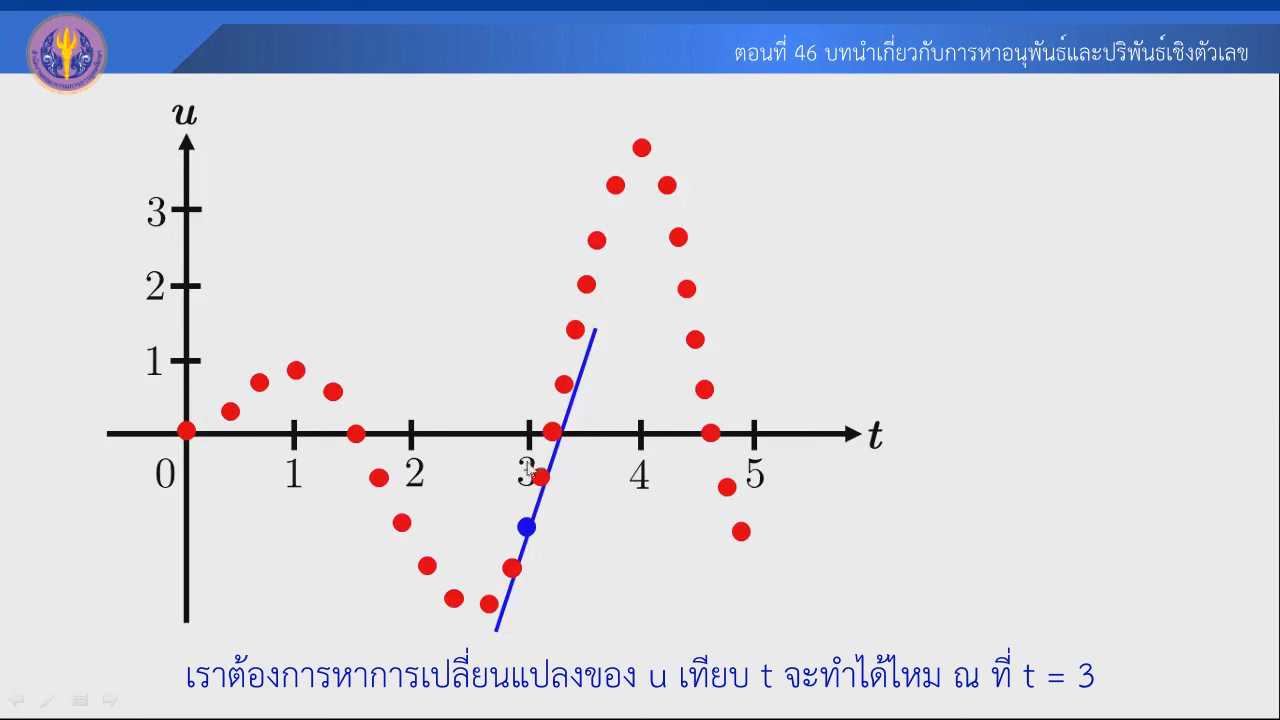 ตอนที่ 46 บทนำเกี่ยวกับการหาอนุพันธ์และปริพันธ์เชิงตัวเลข
u
3
2
1
t
0 1 2 3 4 5
เราต้องการหาการเปลี่ยนแปลงของ u เทียบ t จะทำได้ไหม ณ ที่ t = 3